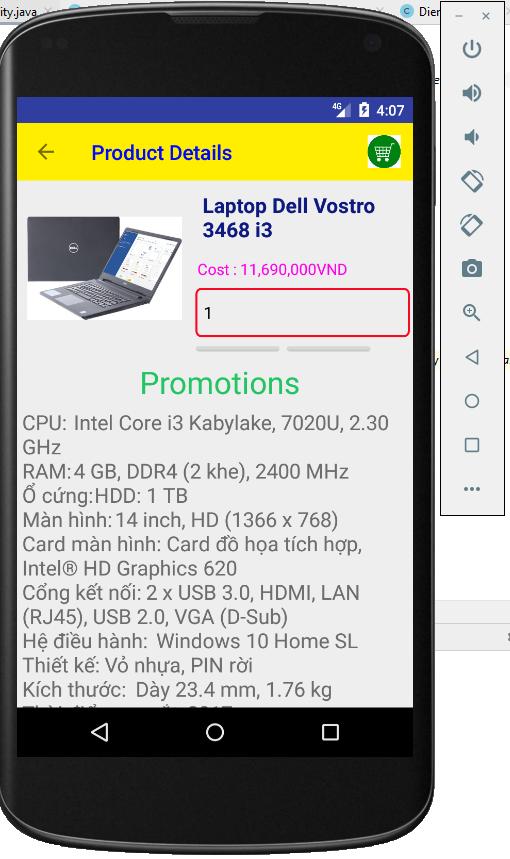 ity.java
Dien
4G 4:07
Product Details
Laptop Dell Vostro
3468 i3
Cost : 11,690,000VND
1
Promotions
CPU: Intel Core i3 Kabylake, 7020U, 2.30
GHz
RAM: 4 GB, DDR4 (2 khe), 2400 MHz
Ổ cứng:HDD: 1 TB
Màn hình: 14 inch, HD (1366 x 768)
Card màn hình: Card đồ họa tích hợp,
Intel® HD Graphics 620
Cổng kết nối: 2 x USB 3.0, HDMI, LAN
(RJ45), USB 2.0, VGA (D-Sub)
Hệ điều hành: Windows 10 Home SL
Thiết kế: Vỏ nhựa, PIN rời
Kích thước: Dày 23.4 mm, 1.76 kg